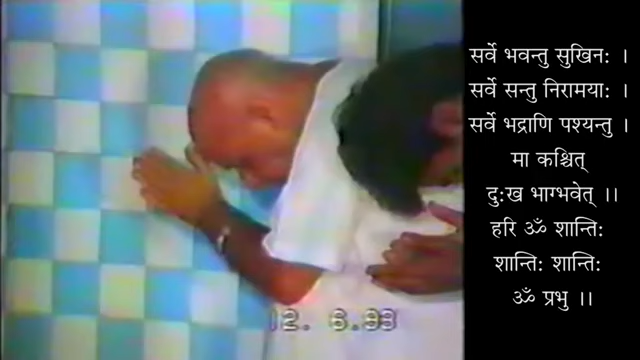 सर्वे भवन्तु सुखिनः ।
सर्वे सन्तु निरामयाः ।
सर्वे भद्राणि पश्यन्तु ।
मा कश्चित्
दुःख भाग्भवेत् ।।
हरि ॐ शान्तिः
शान्तिः शान्तिः
ॐ प्रभु ।।
12. 6.93